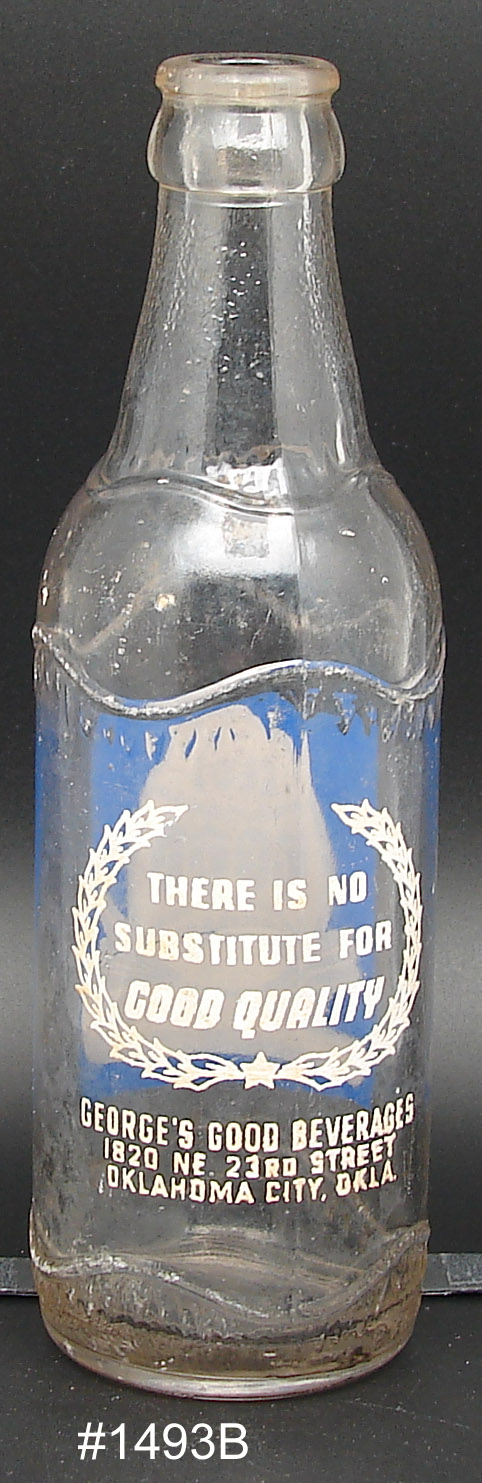 THERE IS NO
SUBSTITUTE FOR
GOOD QUALITY
GEORGE'S GOOD BEVERAGES
1820 NE. 23RD STREET
OKLAHOMA CITY, OKLA.
#1493B